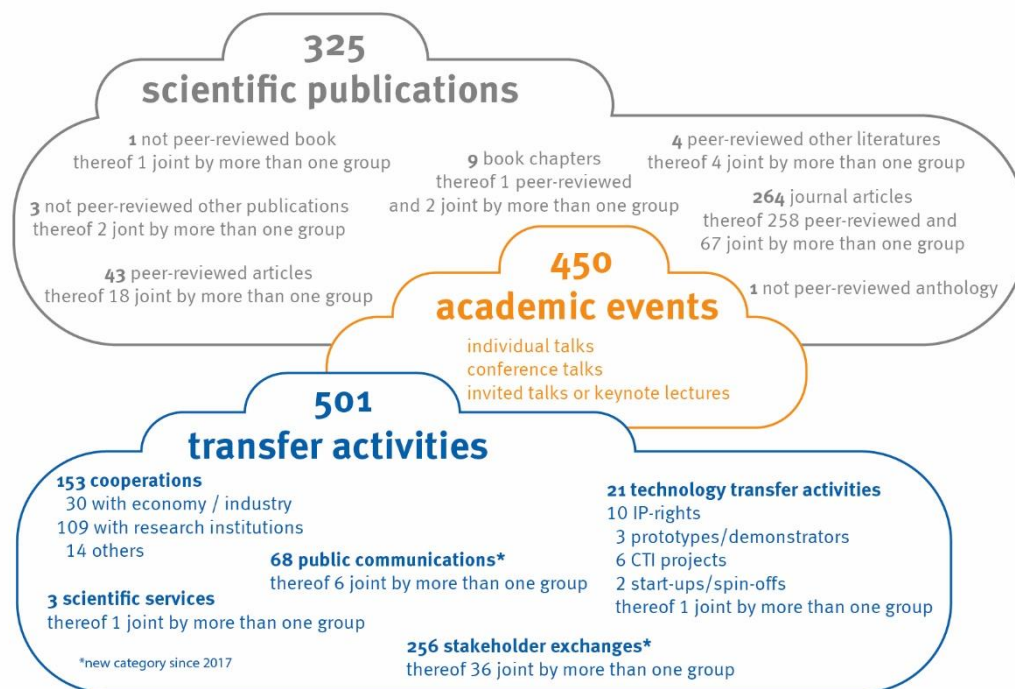 325
scientific publications
1 not peer-reviewed book
thereof 1 joint by more than one group
3 not peer-reviewed other publications
thereof 2 jont by more than one group
43 peer-reviewed articles
thereof 18 joint by more than one group
9 book chapters
thereof 1 peer-reviewed
and 2 joint by more than one group
4 peer-reviewed other literatures
thereof 4 joint by more than one group
264 journal articles
thereof 258 peer-reviewed and
67 joint by more than one group
1 not peer-reviewed anthology
450
academic events
individual talks
conference talks
invited talks or keynote lectures
501
transfer activities
153 cooperations
30 with economy / industry
109 with research institutions
14 others
3 scientific services
thereof 1 joint by more than one group
*new category since 2017
68 public communications*
thereof 6 joint by more than one group
256 stakeholder exchanges*
thereof 36 joint by more than one group
21 technology transfer activities
10 IP-rights
3 prototypes/demonstrators
6 CTI projects
2 start-ups/spin-offs
thereof 1 joint by more than one group